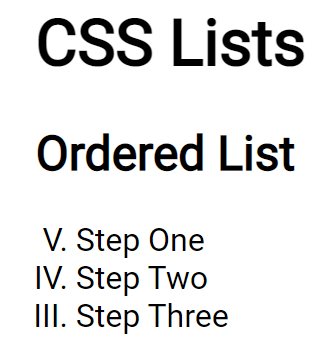 CSS Lists
Ordered List
V. Step One
IV. Step Two
III. Step Three